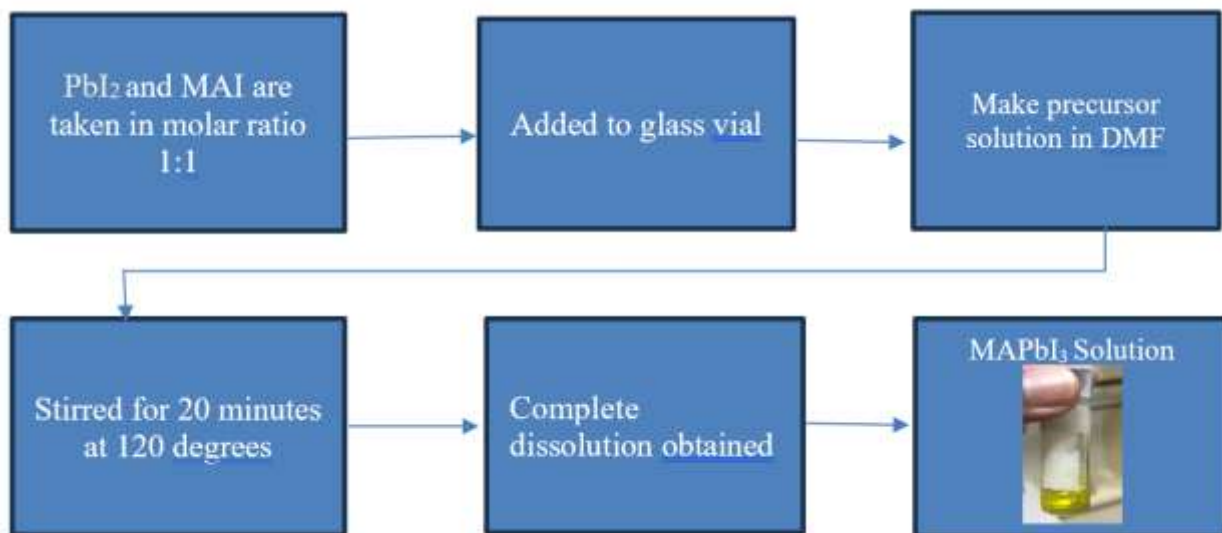 PbI₂ and MAI are
taken in molar ratio
1:1
Added to glass vial
Make precursor
solution in DMF
Stirred for 20 minutes
at 120 degrees
Complete
dissolution obtained
MAPbI₃ Solution